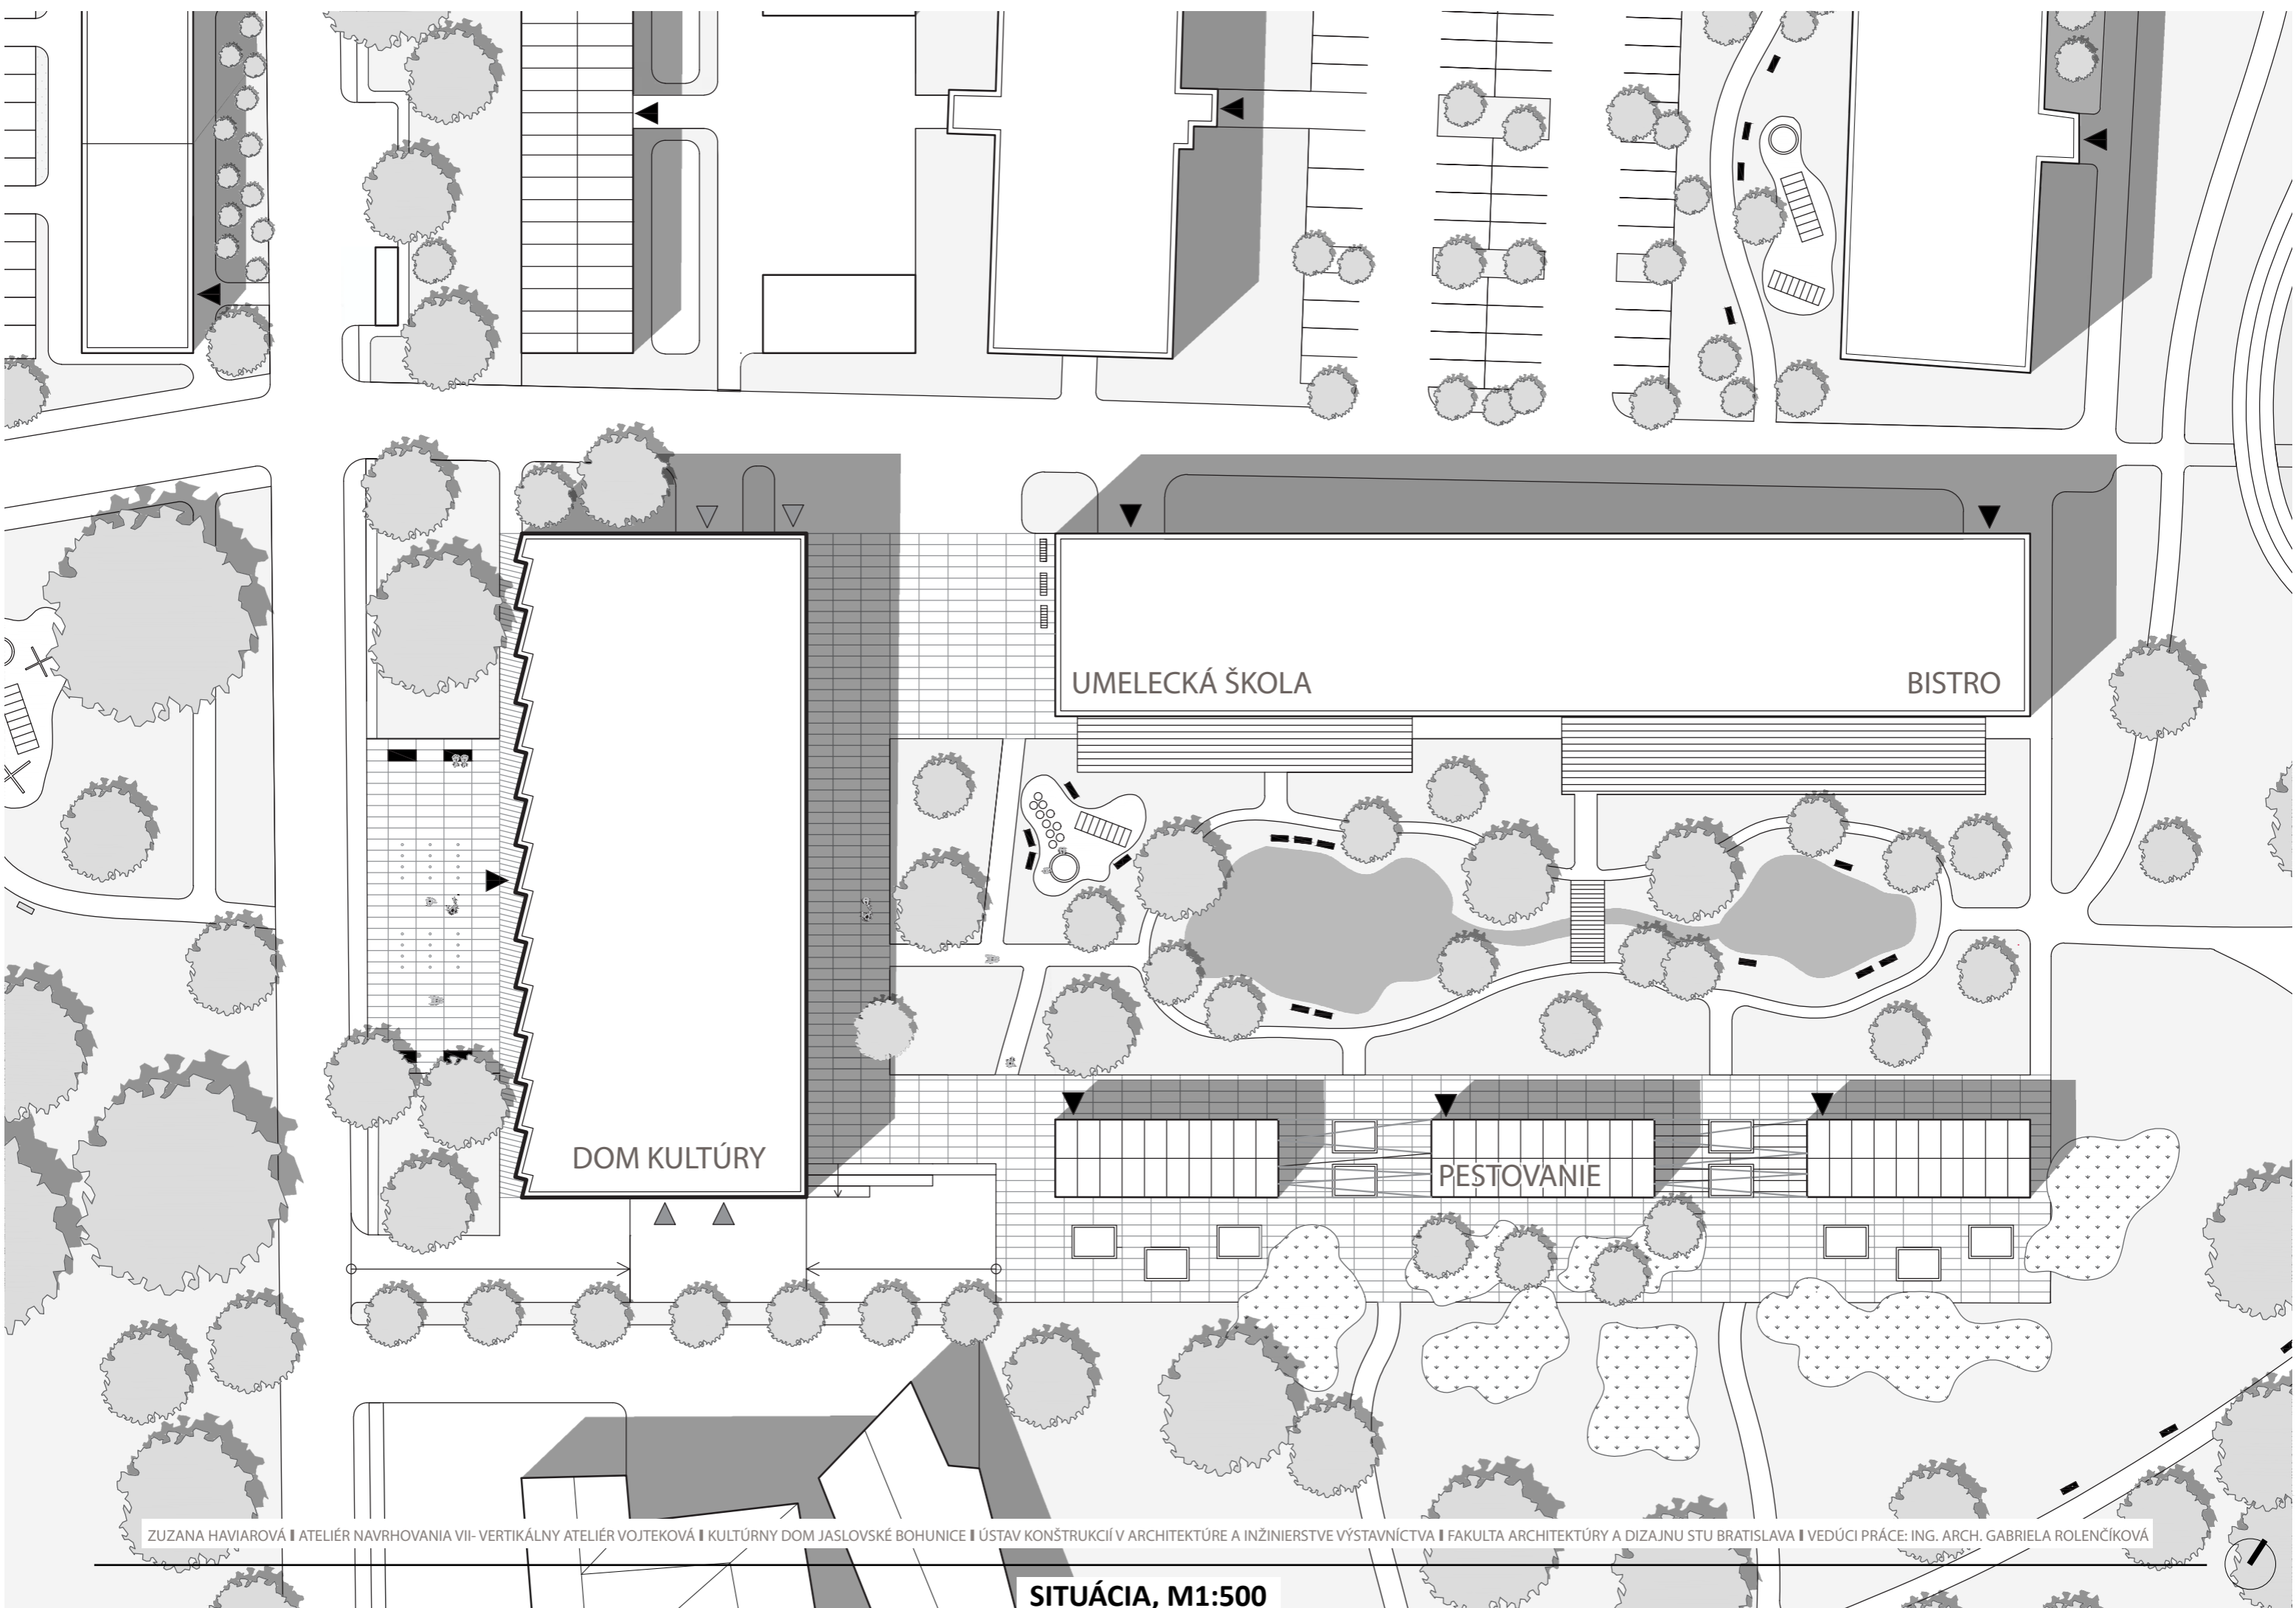 UMELECKÁ ŠKOLA
BISTRO
DOM KULTÚRY
PESTOVANIE
ZUZANA HAVIAROVÁ I ATELIÉR NAVRHOVANIA VII- VERTIKÁLNY ATELIÉR VOJTEKOVÁ I KULTÚRNY DOM JASLOVSKÉ BOHUNICE I ÚSTAV KONŠTRUKCIÍ V ARCHITEKTÚRE A INŽINIERSTVE VÝSTAVNÍCTVA I FAKULTA ARCHITEKTÚRY A DIZAJNU STU BRATISLAVA I VEDÚCI PRÁCE: ING. ARCH. GABRIELA ROLENČÍKOVÁ
SITUÁCIA, M1:500